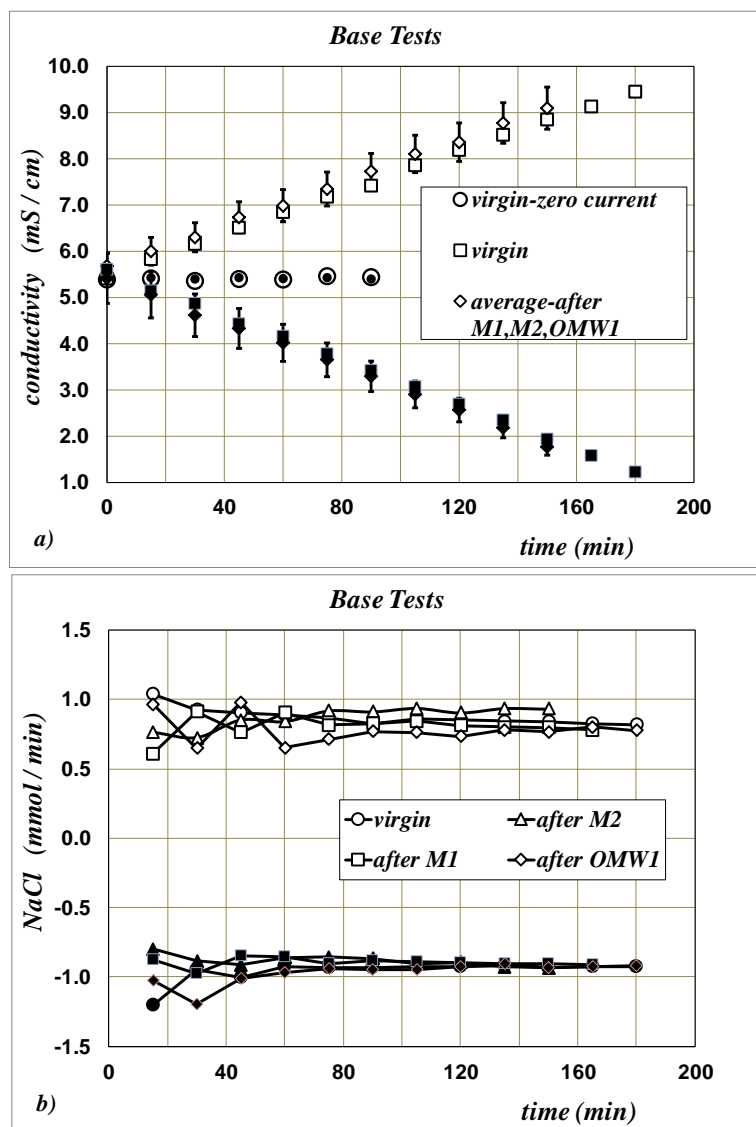 Base Tests
10.0
9.0
8.0
7.0
6.0
5.0
4.0
3.0
2.0
1.0
conductivity (mS / cm)
virgin-zero current
virgin
average-after
M1,M2,OMW1
0 40 80 120 160 200
a)
time (min)
Base Tests
1.5
1.0
0.5
0.0
-0.5
-1.0
-1.5
NaCl (mmol / min)
virgin after M2
after M1 after OMW1
0 40 80 120 160 200
b)
time (min)